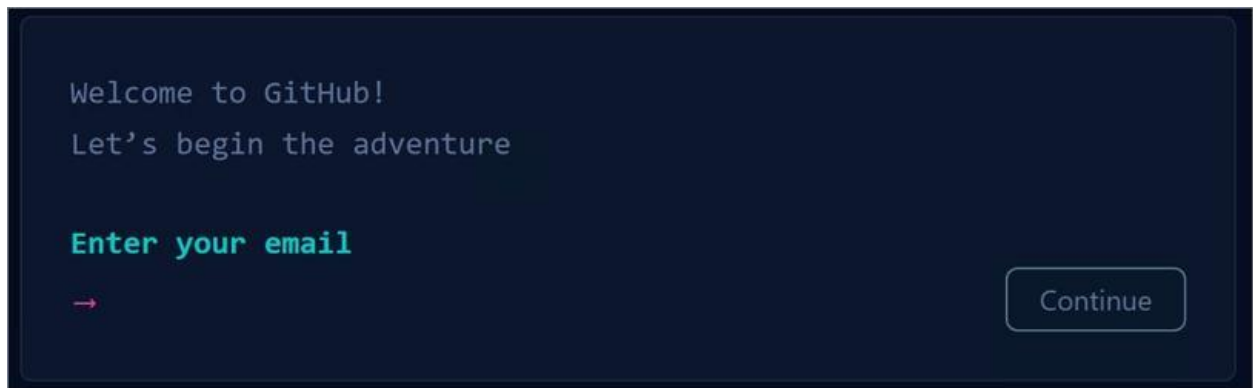 Welcome to GitHub!
Let’s begin the adventure
Enter your email
→
Continue